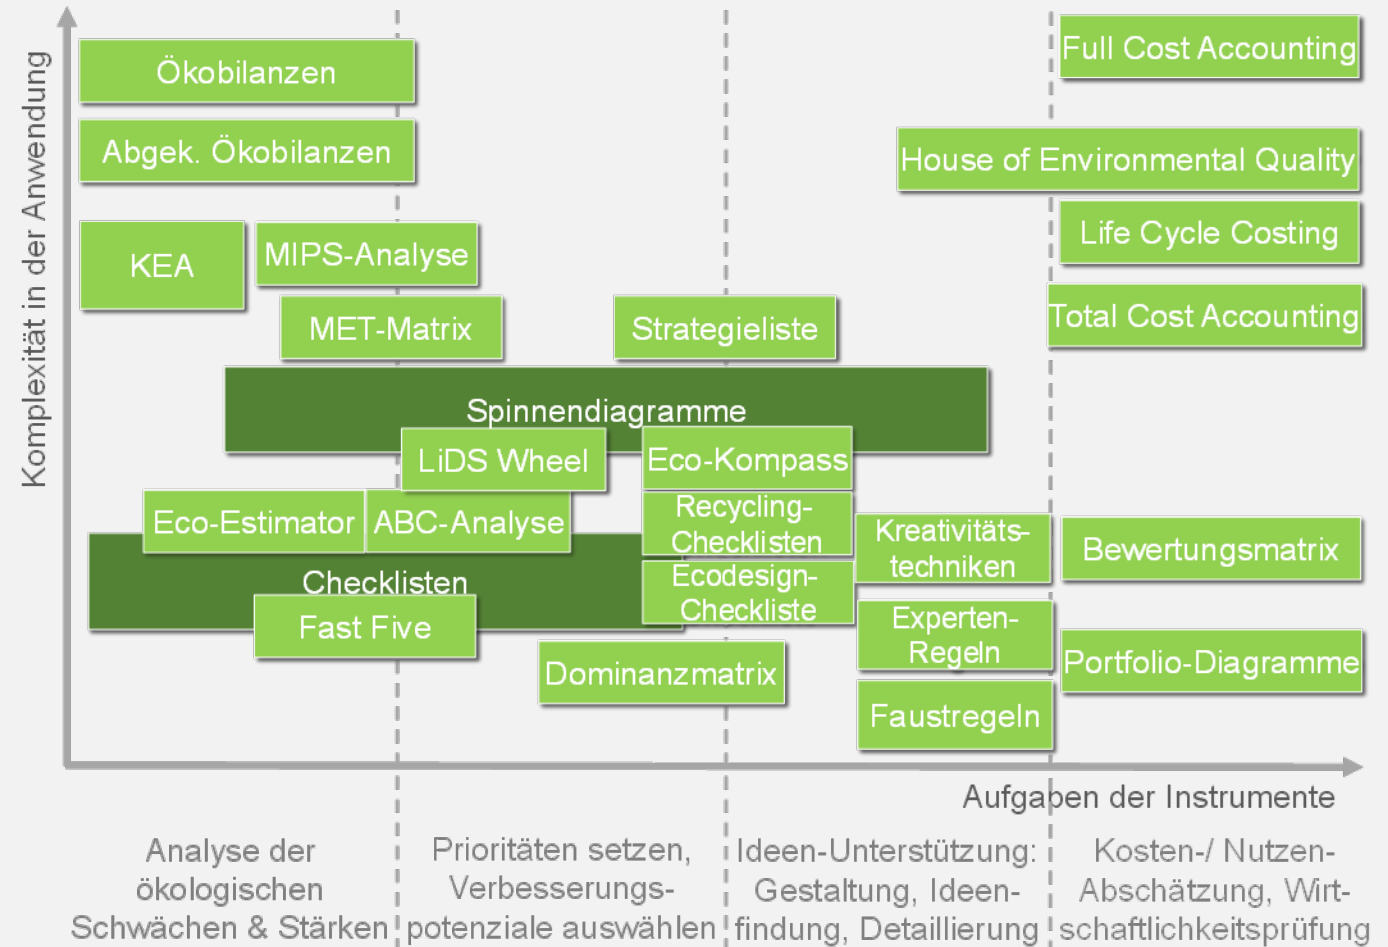 Komplexität in der Anwendung
Ökobilanzen
Full Cost Accounting
Abgek. Ökobilanzen
House of Environmental Quality
KEA
MIPS-Analyse
Life Cycle Costing
MET-Matrix
Strategieliste
Total Cost Accounting
Spinnendiagramme
LiDS Wheel
Eco-Kompass
Eco-Estimator
ABC-Analyse
Recycling-
Checklisten
Kreativitäts-
techniken
Bewertungsmatrix
Checklisten
Ecodesign-
Checkliste
Fast Five
Experten-
Regeln
Dominanzmatrix
Portfolio-Diagramme
Faustregeln
Aufgaben der Instrumente
Analyse der
ökologischen
Schwächen & Stärken
Prioritäten setzen,
Verbesserungs-
potenziale auswählen
Ideen-Unterstützung:
Gestaltung, Ideen-
findung, Detaillierung
Kosten-/ Nutzen-
Abschätzung, Wirt-
schaftlichkeitsprüfung